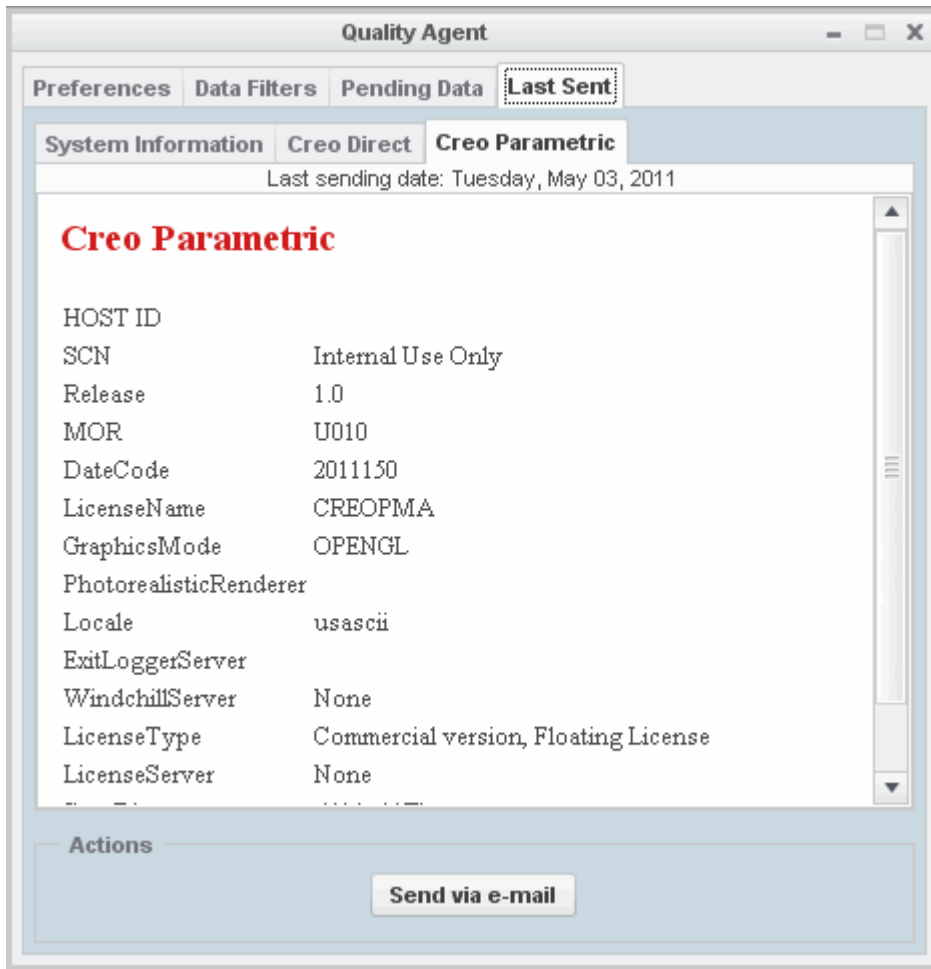 Quality Agent
Preferences Data Filters Pending Data Last Sent
System Information Creo Direct Creo Parametric
Last sending date: Tuesday, May 03, 2011
Creo Parametric
HOST ID
SCN Internal Use Only
Release 1.0
MOR U010
DateCode 2011150
LicenseName CREOPMA
GraphicsMode OPENGL
PhotorealisticRenderer
Locale usascii
ExitLoggerServer
WindchillServer None
LicenseType Commercial version, Floating License
LicenseServer None
Actions
Send via e-mail